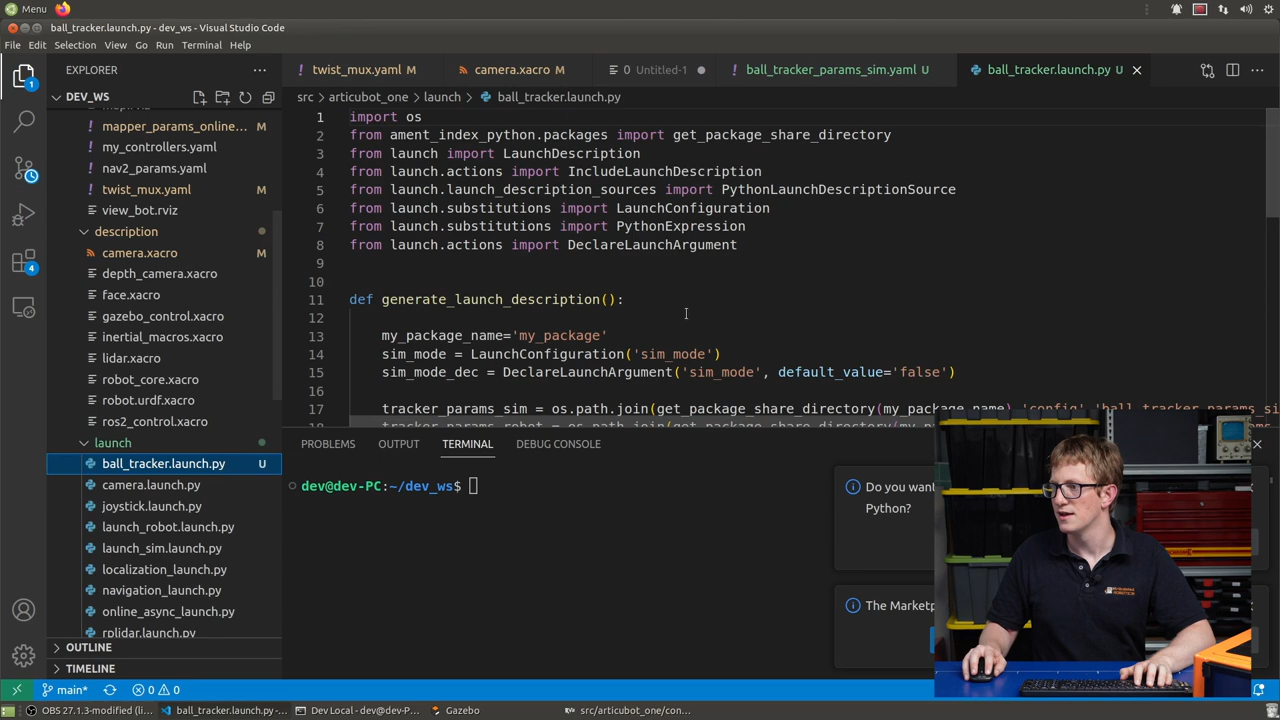 Menu
ball_tracker.launch.py - dev_ws - Visual Studio Code
File Edit Selection View Go Run Terminal Help
EXPLORER
twist_mux.yaml M
camera.xacro M
0 Untitled-1
ball_tracker_params_sim.yaml U
ball_tracker.launch.py U
DEV_WS
src > articubot_one > launch > ball_tracker.launch.py
mapper_params_online... M
my_controllers.yaml
nav2_params.yaml
twist_mux.yaml M
view_bot.rviz
description
camera.xacro M
depth_camera.xacro
face.xacro
gazebo_control.xacro
inertial_macros.xacro
lidar.xacro
robot_core.xacro
robot.urdf.xacro
ros2_control.xacro
launch
ball_tracker.launch.py U
camera.launch.py
joystick.launch.py
launch_robot.launch.py
launch_sim.launch.py
localization_launch.py
navigation_launch.py
online_async_launch.py
rplidar.launch.py
OUTLINE
TIMELINE
1 import os
2 from ament_index_python.packages import get_package_share_directory
3 from launch import LaunchDescription
4 from launch.actions import IncludeLaunchDescription
5 from launch.launch_description_sources import PythonLaunchDescriptionSource
6 from launch.substitutions import LaunchConfiguration
7 from launch.substitutions import PythonExpression
8 from launch.actions import DeclareLaunchArgument
9
10
11 def generate_launch_description():
12
13 my_package_name='my_package'
14 sim_mode = LaunchConfiguration('sim_mode')
15 sim_mode_dec = DeclareLaunchArgument('sim_mode', default_value='false')
16
17 tracker_params_sim = os.path.join(get_package_share_directory(my_package_name),'config','ball_tracker_params_si
PROBLEMS OUTPUT TERMINAL DEBUG CONSOLE
dev@dev-PC:~/dev_ws$
Do you want
Python?
The Marketp
1
4
main* 0 0
OBS 27.1.3-modified (li...
ball_tracker.launch.py -...
Dev Local - dev@dev-P...
Gazebo
src/articubot_one/con...